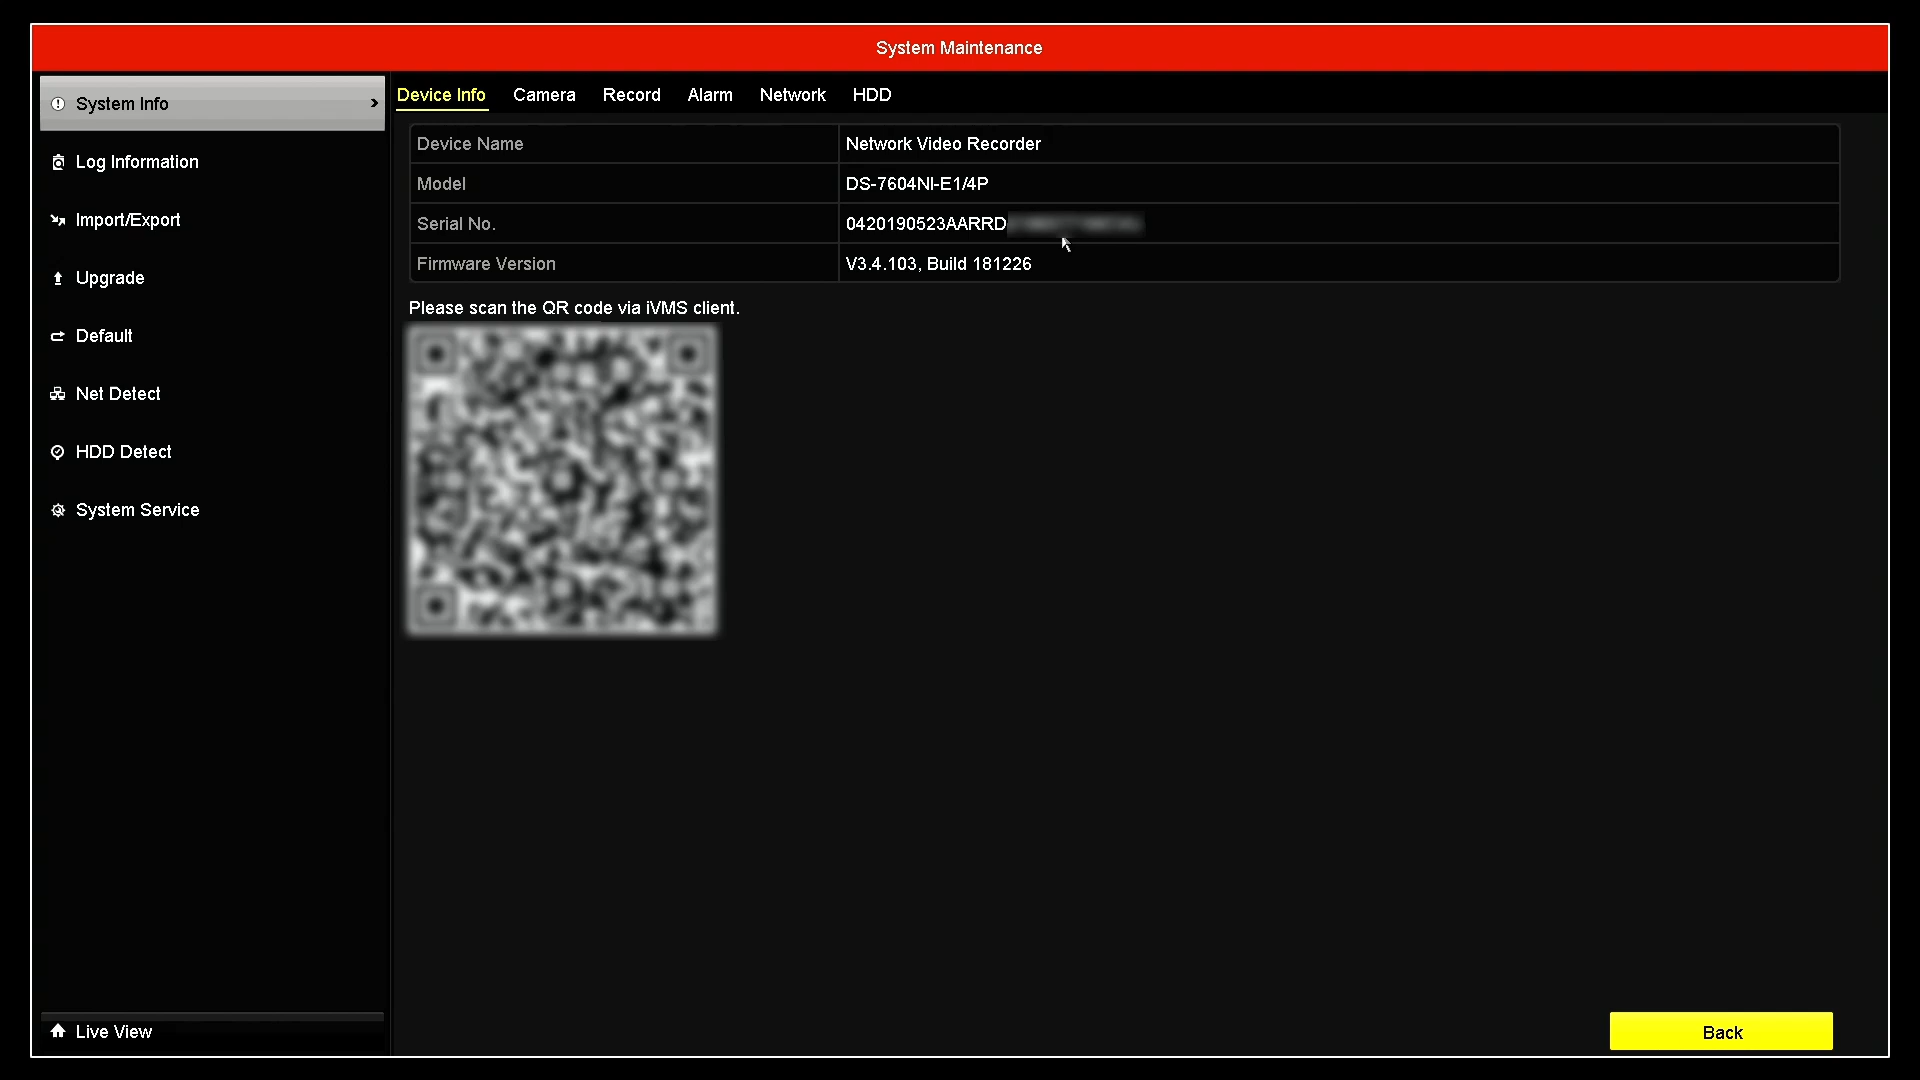 System Maintenance
System Info
Log Information
Import/Export
Upgrade
Default
Net Detect
HDD Detect
System Service
Live View
Device Info Camera Record Alarm Network HDD
Device Name Network Video Recorder
Model DS-7604NI-E1/4P
Serial No. 0420190523AARRD
Firmware Version V3.4.103, Build 181226
Please scan the QR code via iVMS client.
Back